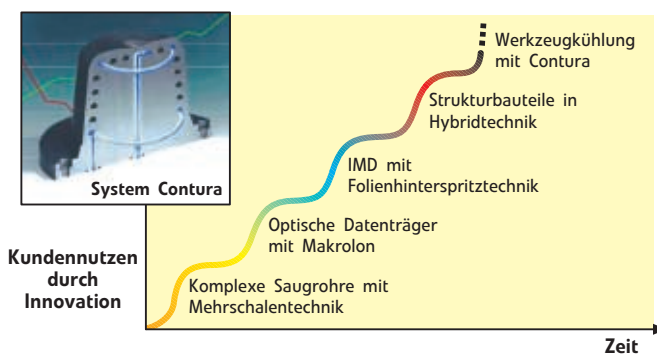 Werkzeugkühlung
mit Contura
Strukturbauteile in
Hybridtechnik
System Contura
IMD mit
Folienhinterspritztechnik
Optische Datenträger
mit Makrolon
Kundennutzen
durch
Innovation
Komplexe Saugrohre mit
Mehrschalentechnik
Zeit